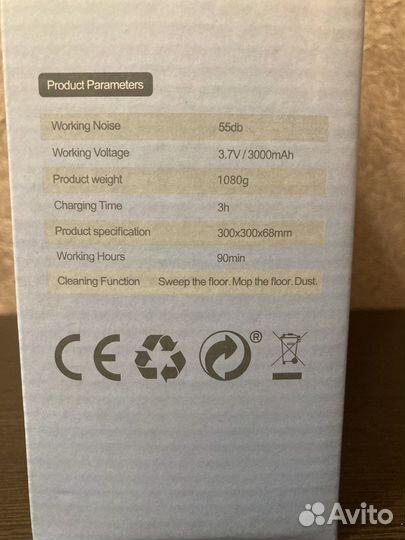 Product Parameters
Working Noise 55db
Working Voltage 3.7V / 3000mAh
Product weight 1080g
Charging Time 3h
Product specification 300x300x68mm
Working Hours 90min
Cleaning Function Sweep the floor. Mop the floor. Dust.
CE ®
Avito